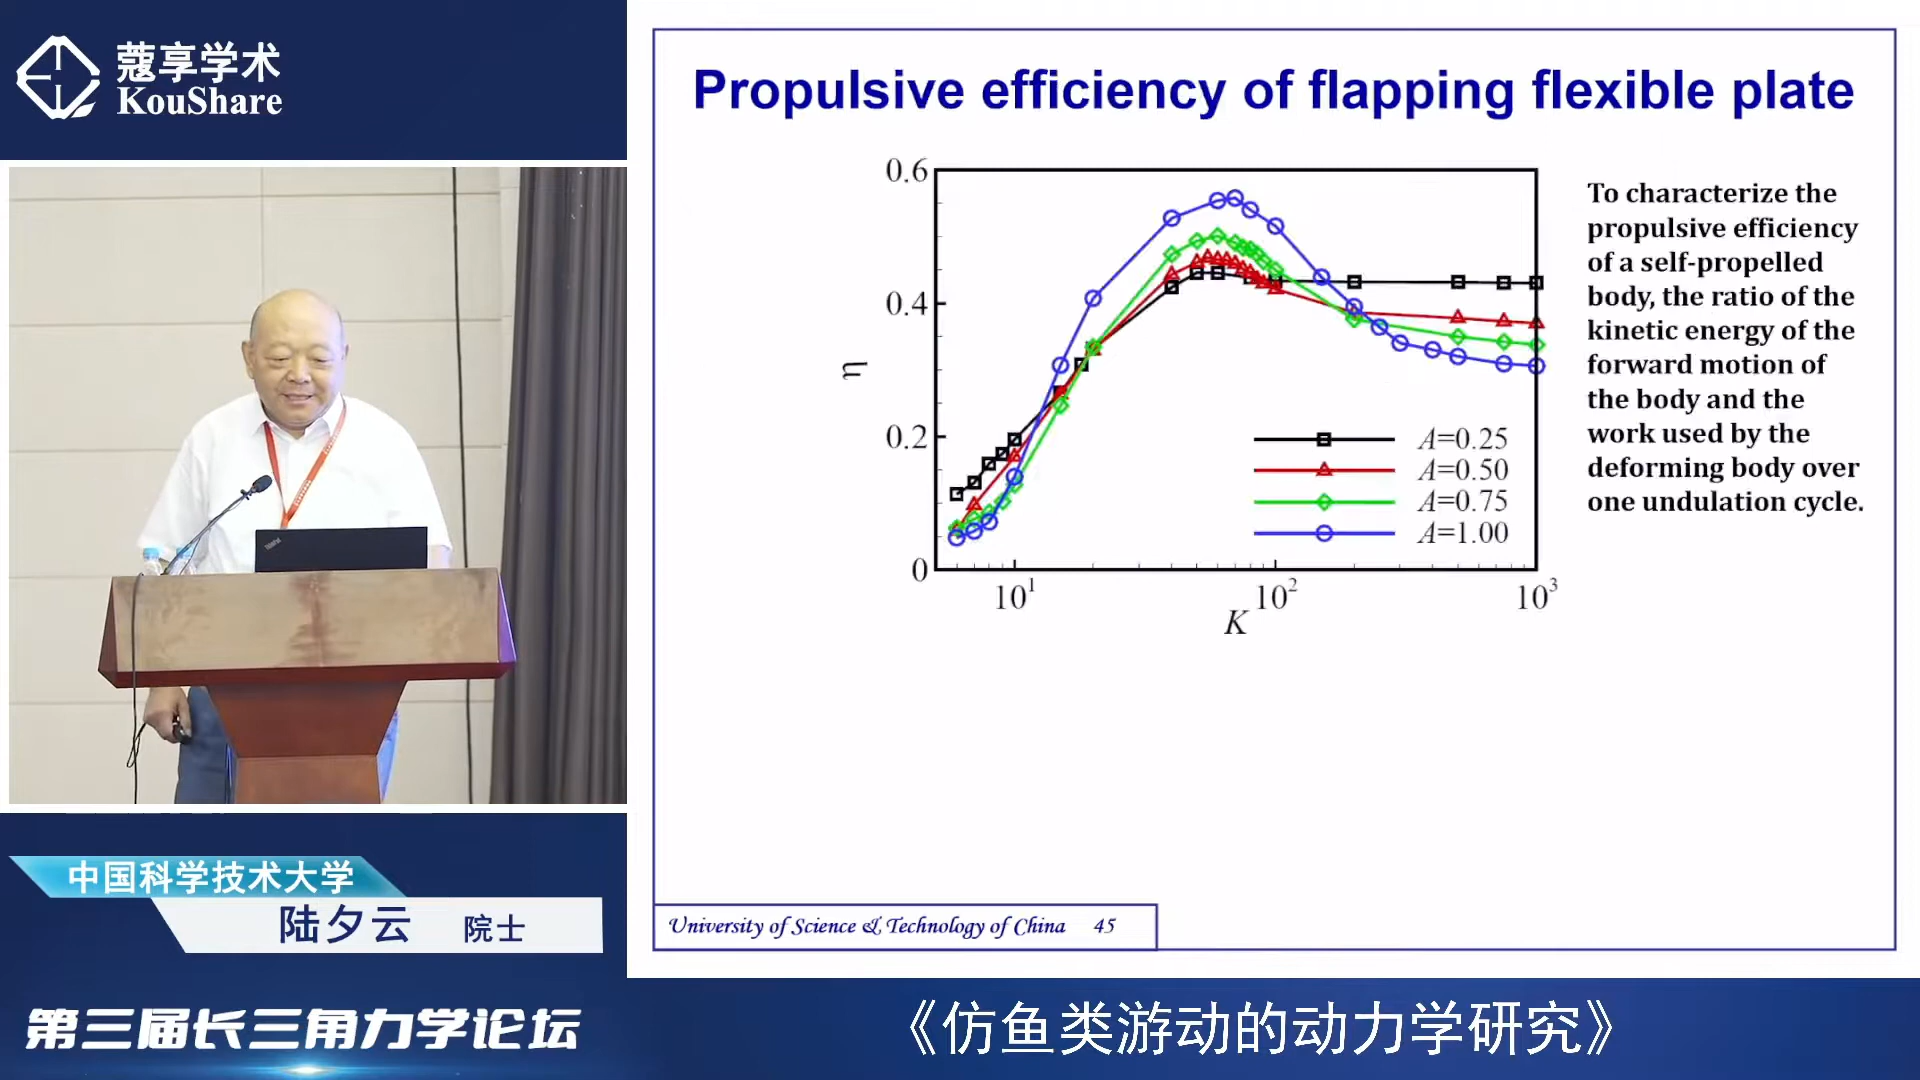 蔻享学术
KouShare
Propulsive efficiency of flapping flexible plate
0.6
0.4
0.2
0
η
10¹
10²
10³
K
A=0.25
A=0.50
A=0.75
A=1.00
To characterize the
propulsive efficiency
of a self-propelled
body, the ratio of the
kinetic energy of the
forward motion of
the body and the
work used by the
deforming body over
one undulation cycle.
University of Science & Technology of China 45
中国科学技术大学
陆夕云 院士
第三届长三角力学论坛
《仿鱼类游动的动力学研究》